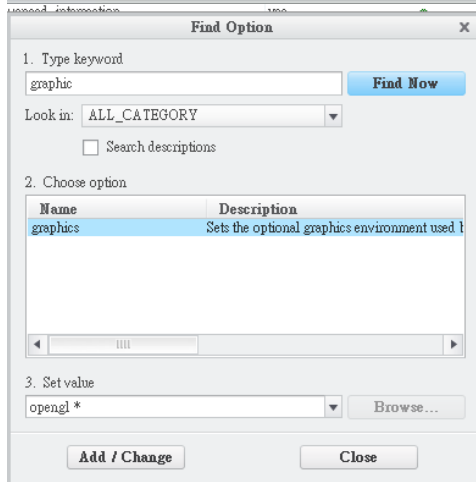 Find Option x
1. Type keyword
graphic Find Now
Look in: ALL_CATEGORY
Search descriptions
2. Choose option
Name Description
graphics Sets the optional graphics environment used
3. Set value
opengl * Browse...
Add / Change Close